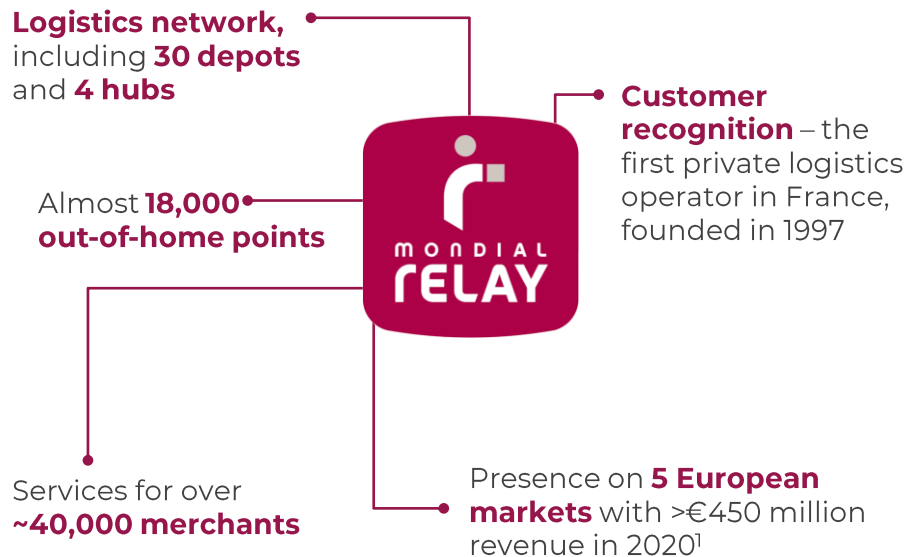 Logistics network,
including 30 depots
and 4 hubs
Customer
recognition – the
first private logistics
operator in France,
founded in 1997
Almost 18,000
out-of-home points
MONDIAL
RELAY
Services for over
~40,000 merchants
Presence on 5 European
markets with >€450 million
revenue in 2020¹